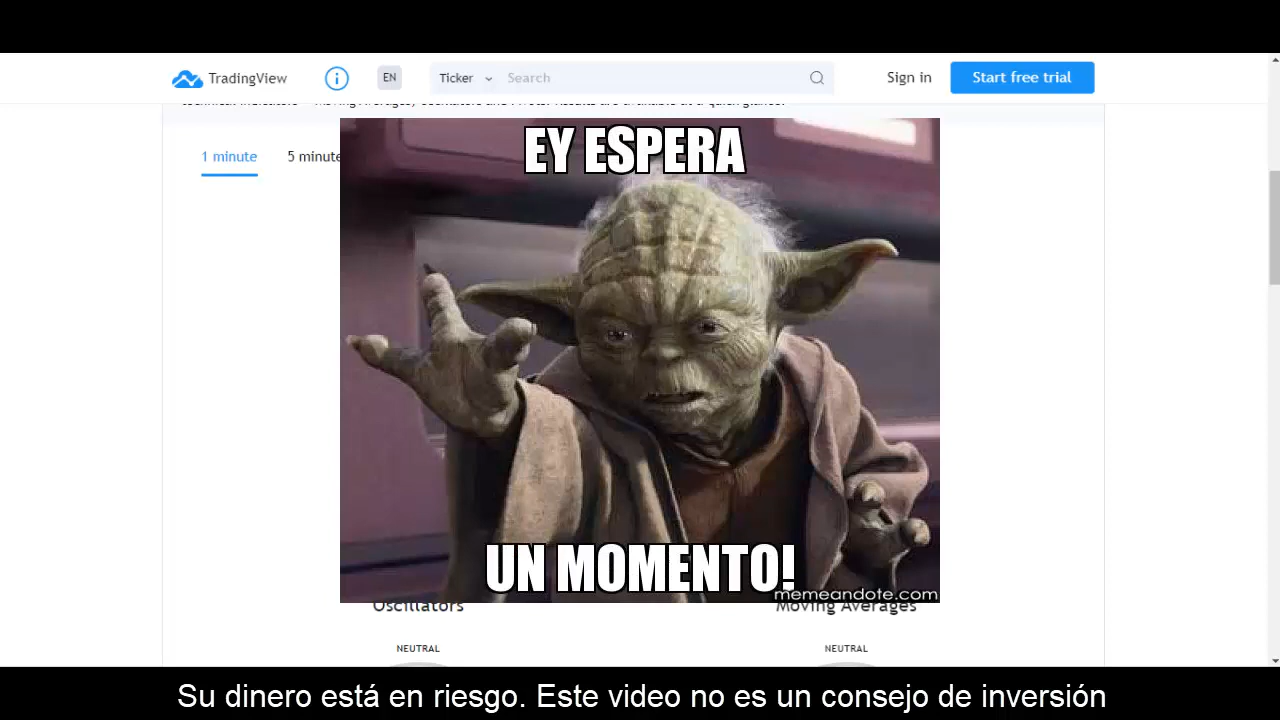 TradingView
EN
Ticker
Search
Sign in
Start free trial
1 minute
5 minute
EY ESPERA
UN MOMENTO!
memeandote.com
Oscillators
Moving Averages
NEUTRAL
NEUTRAL
Su dinero está en riesgo. Este video no es un consejo de inversión